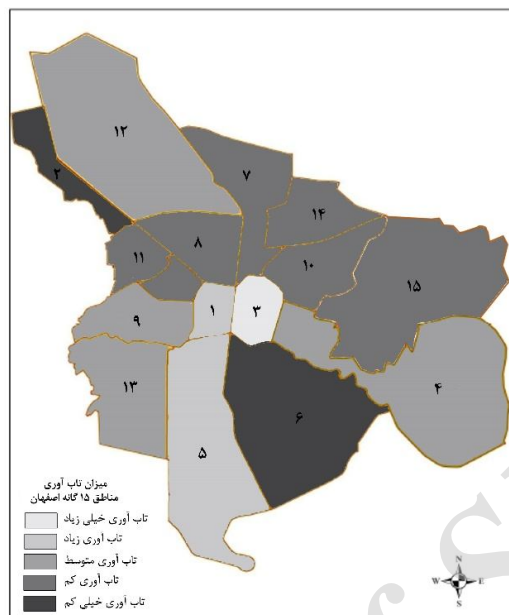 ۱۲
۲
۷
۱۴
۸
۱۱
۱۰
۱۵
۱
۳
۹
۴
۱۳
۶
۵
میزان تاب آوری
مناطق ۱۵ گانه اصفهان
تاب آوری خیلی زیاد
تاب آوری زیاد
تاب آوری متوسط
تاب آوری کم
تاب آوری خیلی کم
N
W E
S